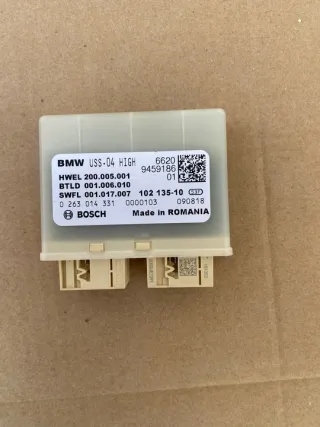 BMW USS-04 HIGH 6620
9459186
HWEL 200.005.001 01
BTLD 001.006.010
SWFL 001.017.007 102 135-10
0 263 014 331 0000103 090818
BOSCH Made in ROMANIA